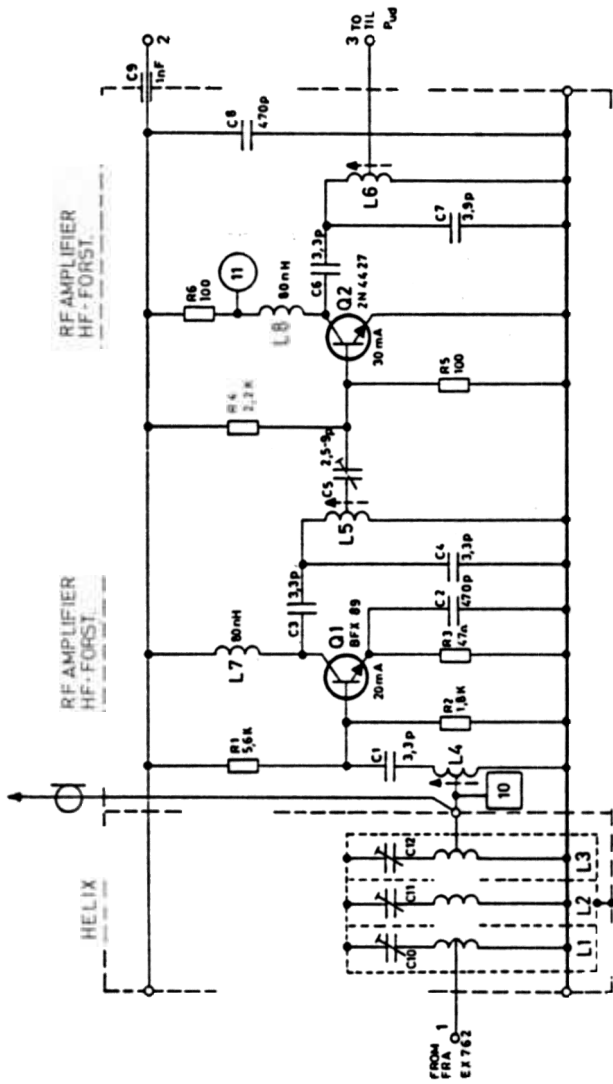 HELIX
RF AMPLIFIER
HF-FORST.
RF AMPLIFIER
HF-FORST.
FROM
FRA
EX762
1
C10
C11
C12
L1
L2
L3
10
L4
C1
3,3p
R1
5,6K
R2
1,8K
20mA
Q1
BFX 89
R3
47Ω
C2
470p
C4
3,3p
L7
80nH
C3
3,3p
L5
C5
2,5-9p
R4
2,2K
R5
100
30mA
Q2
2N4427
R6
100
11
L8
80nH
C6
3,3p
C7
3,9p
L6
C8
470p
C9
1nF
2
3
TO
TIL
Pud